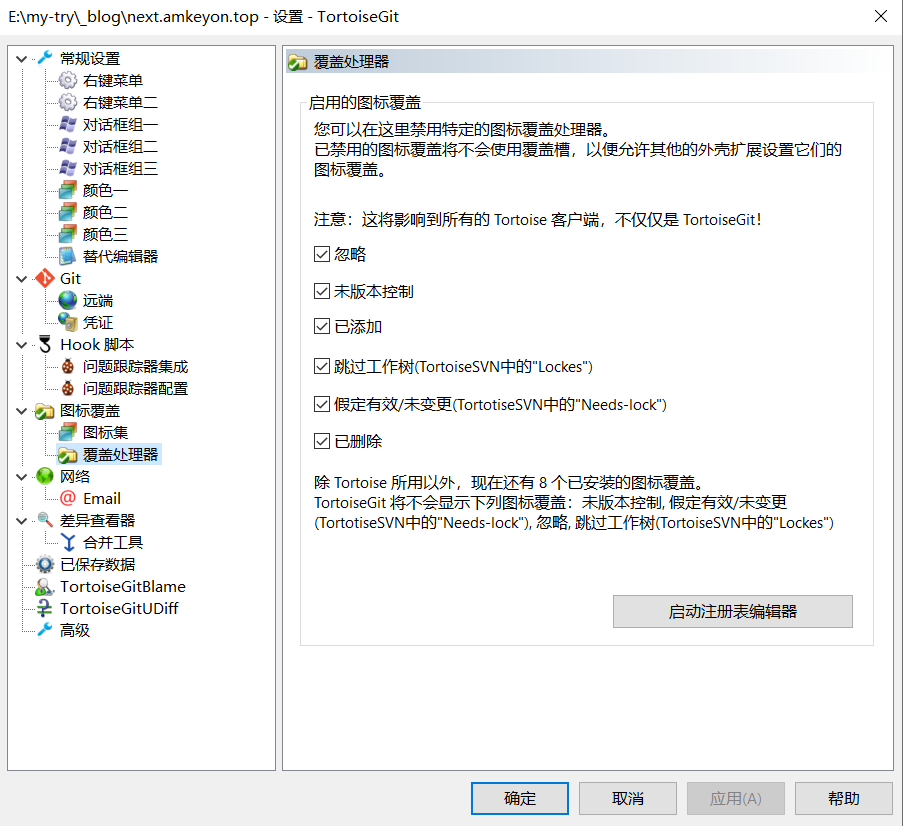 E:\my-try\_blog\next.amkeyon.top - 设置 - TortoiseGit
常规设置
右键菜单
右键菜单二
对话框组一
对话框组二
对话框组三
颜色一
颜色二
颜色三
替代编辑器
Git
远端
凭证
Hook 脚本
问题跟踪器集成
问题跟踪器配置
图标覆盖
图标集
覆盖处理器
网络
Email
差异查看器
合并工具
已保存数据
TortoiseGitBlame
TortoiseGitUDiff
高级
覆盖处理器
启用的图标覆盖
您可以在这里禁用特定的图标覆盖处理器。
已禁用的图标覆盖将不会使用覆盖槽，以便允许其他的外壳扩展设置它们的
图标覆盖。
注意：这将影响到所有的 Tortoise 客户端，不仅仅是 TortoiseGit！
忽略
未版本控制
已添加
跳过工作树(TortoiseSVN中的"Lockes")
假定有效/未变更(TortotiseSVN中的"Needs-lock")
已删除
除 Tortoise 所用以外，现在还有 8 个已安装的图标覆盖。
TortoiseGit 将不会显示下列图标覆盖：未版本控制, 假定有效/未变更
(TortotiseSVN中的"Needs-lock"), 忽略, 跳过工作树(TortoiseSVN中的"Lockes")
启动注册表编辑器
确定
取消
应用(A)
帮助